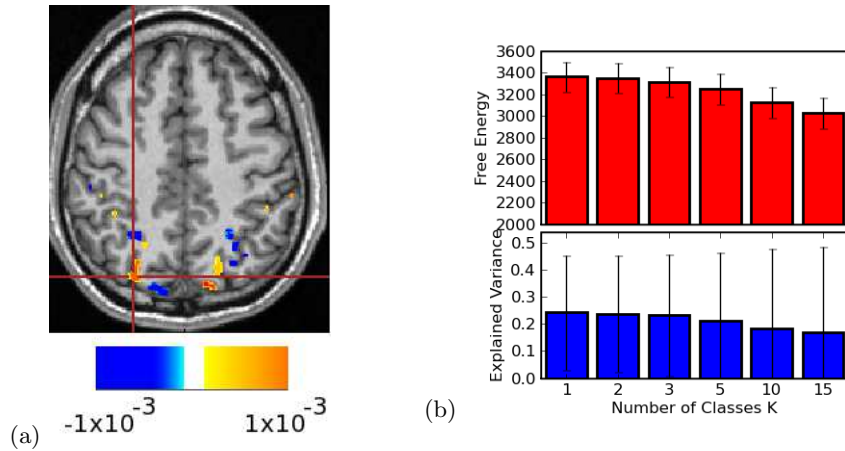 -1x10⁻³
1x10⁻³
(a)
3600
3400
3200
3000
2800
2600
2400
2200
2000
Free Energy
0.5
0.4
0.3
0.2
0.1
0.0
Explained Variance
1 2 3 5 10 15
Number of Classes K
(b)